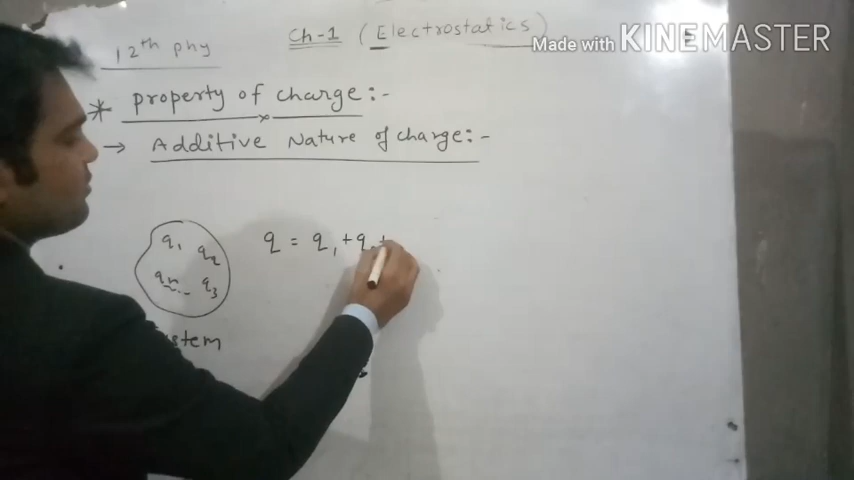 12th phy
Ch-1 (Electrostatics)
Made with KINEMASTER
* property of charge:-
→ Additive Nature of charge:-
q1 q2
qn q3
q = q1 + q